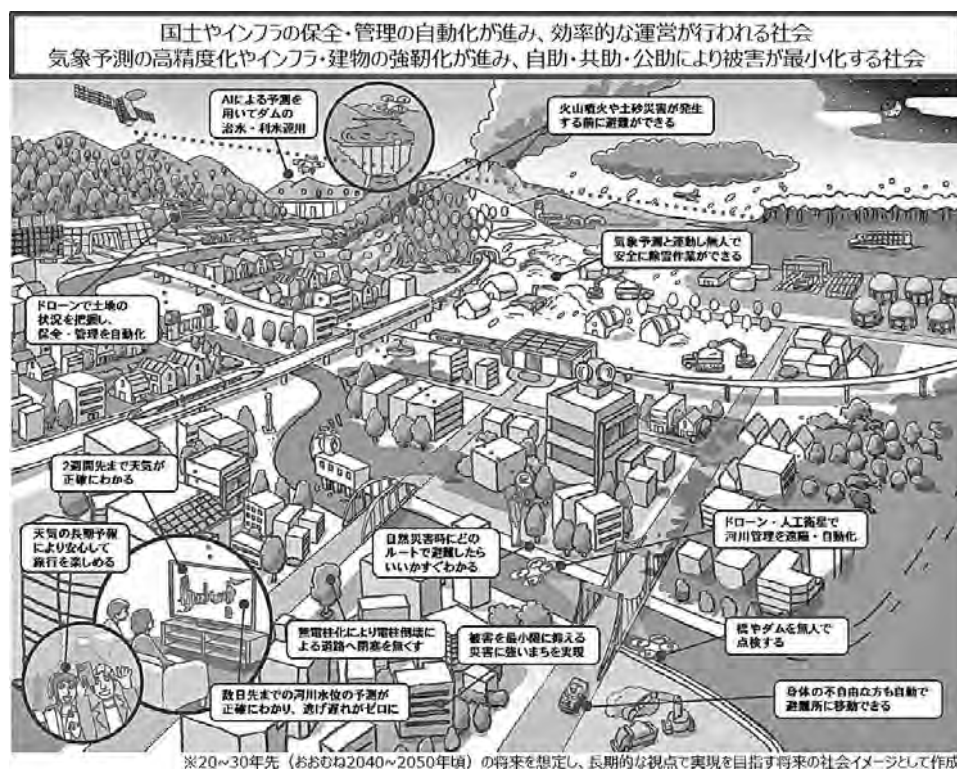 国土やインフラの保全・管理の自動化が進み、効率的な運営が行われる社会
気象予測の高精度化やインフラ・建物の強靭化が進み、自助・共助・公助により被害が最小化する社会
AIによる予測を
用いてダムの
治水・利水運用
火山噴火や土砂災害が発生
する前に避難ができる
気象予測と連動し無人で
安全に除雪作業ができる
ドローンで土地の
状況を把握し、
保全・管理を自動化
2週間先まで天気が
正確にわかる
天気の長期予報
により安心して
旅行を楽しめる
自然災害時にどの
ルートで避難したら
いいかすぐわかる
ドローン・人工衛星で
河川管理を遠隔・自動化
無電柱化により電柱倒壊に
よる道路へ閉塞を無くす
被害を最小限に抑える
災害に強いまちを実現
橋やダムを無人で
点検する
数日先までの河川水位の予測が
正確にわかり、逃げ遅れがゼロに
身体の不自由な方も自動で
避難所に移動できる
※20~30年先（おおむね2040~2050年頃）の将来を想定し、長期的な視点で実現を目指す将来の社会イメージとして作成